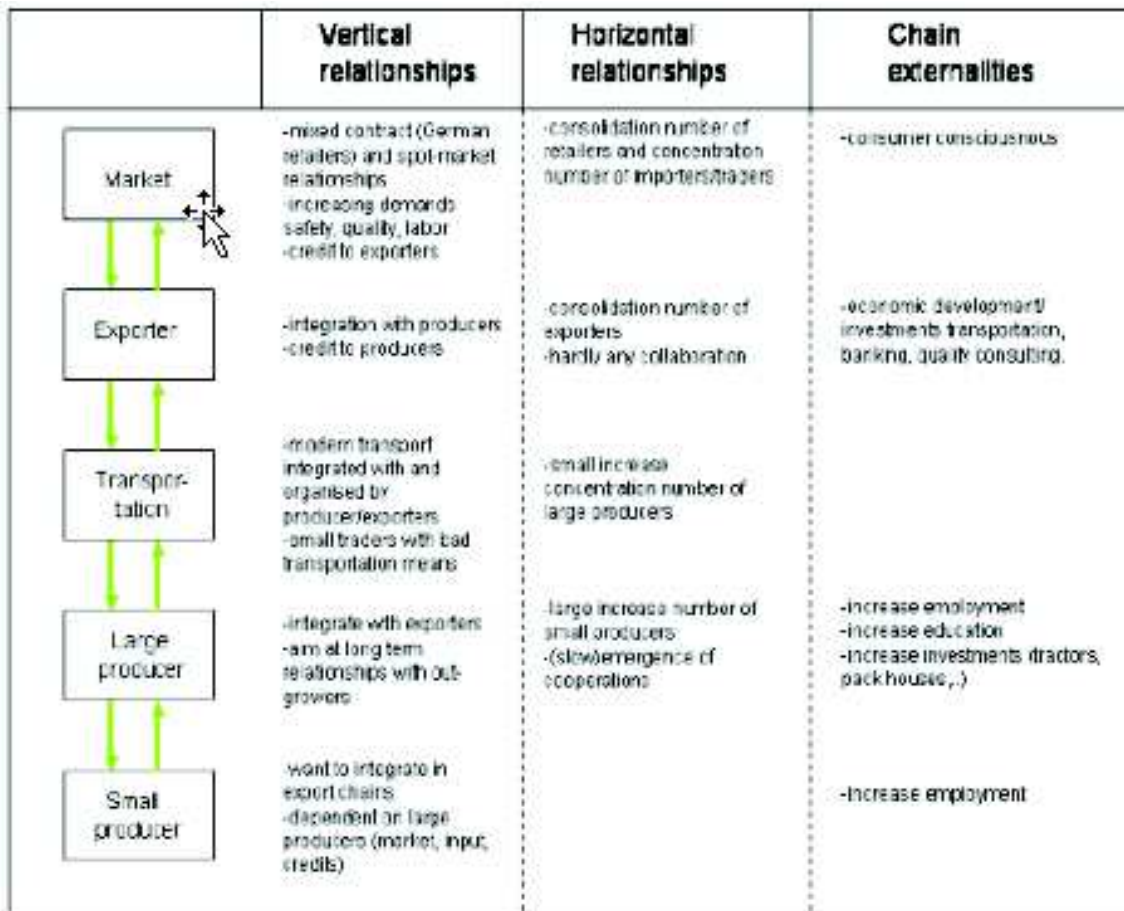 Vertical relationships
Horizontal relationships
Chain externalities
Market
-mixed contract (German
retailers) and spot-market
relationships
-increasing demands
safety, quality, labor
-credit to exporters
-consolidation number of
retailers and concentration
number of importers/traders
-consumer
Exporter
-integration with producers
-credit to producers
-consolidation number of
exporters
-hardly any collaboration
-economic development/
investments transportation,
banking, quality consulting.
Transpor-
tation
-modern transport
integrated with and
organised by
producer/exporters
-small traders with bad
transportation means
-small increase
concentration number of
large producers
Large
producer
-integrate with exporters
-aim at long term
relationships with out-
growers
-large increase number of
small producers
-(slow)emergence of
cooperations
-increase employment
-increase education
-increase investments (tractors,
pack houses,..)
Small
producer
-want to integrate in
export chains
-dependent on large
producers (market, input,
credits)
-increase employment